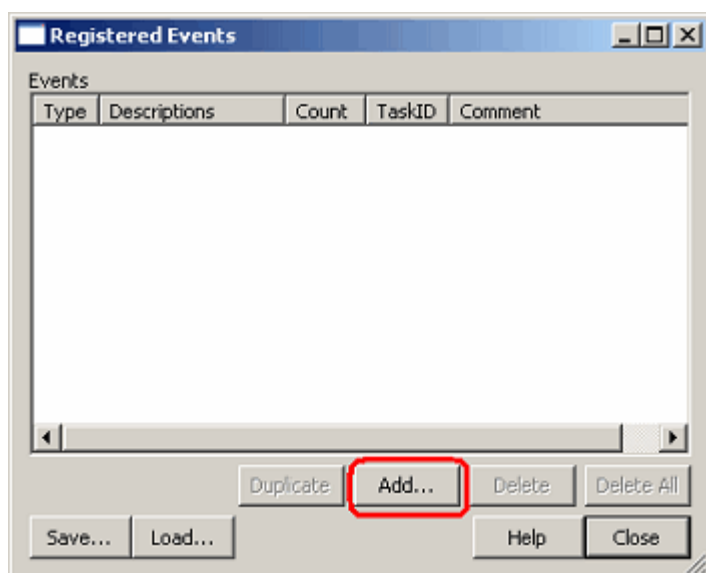 Registered Events
Events
Type Descriptions Count TaskID Comment
Duplicate Add... Delete Delete All
Save... Load... Help Close